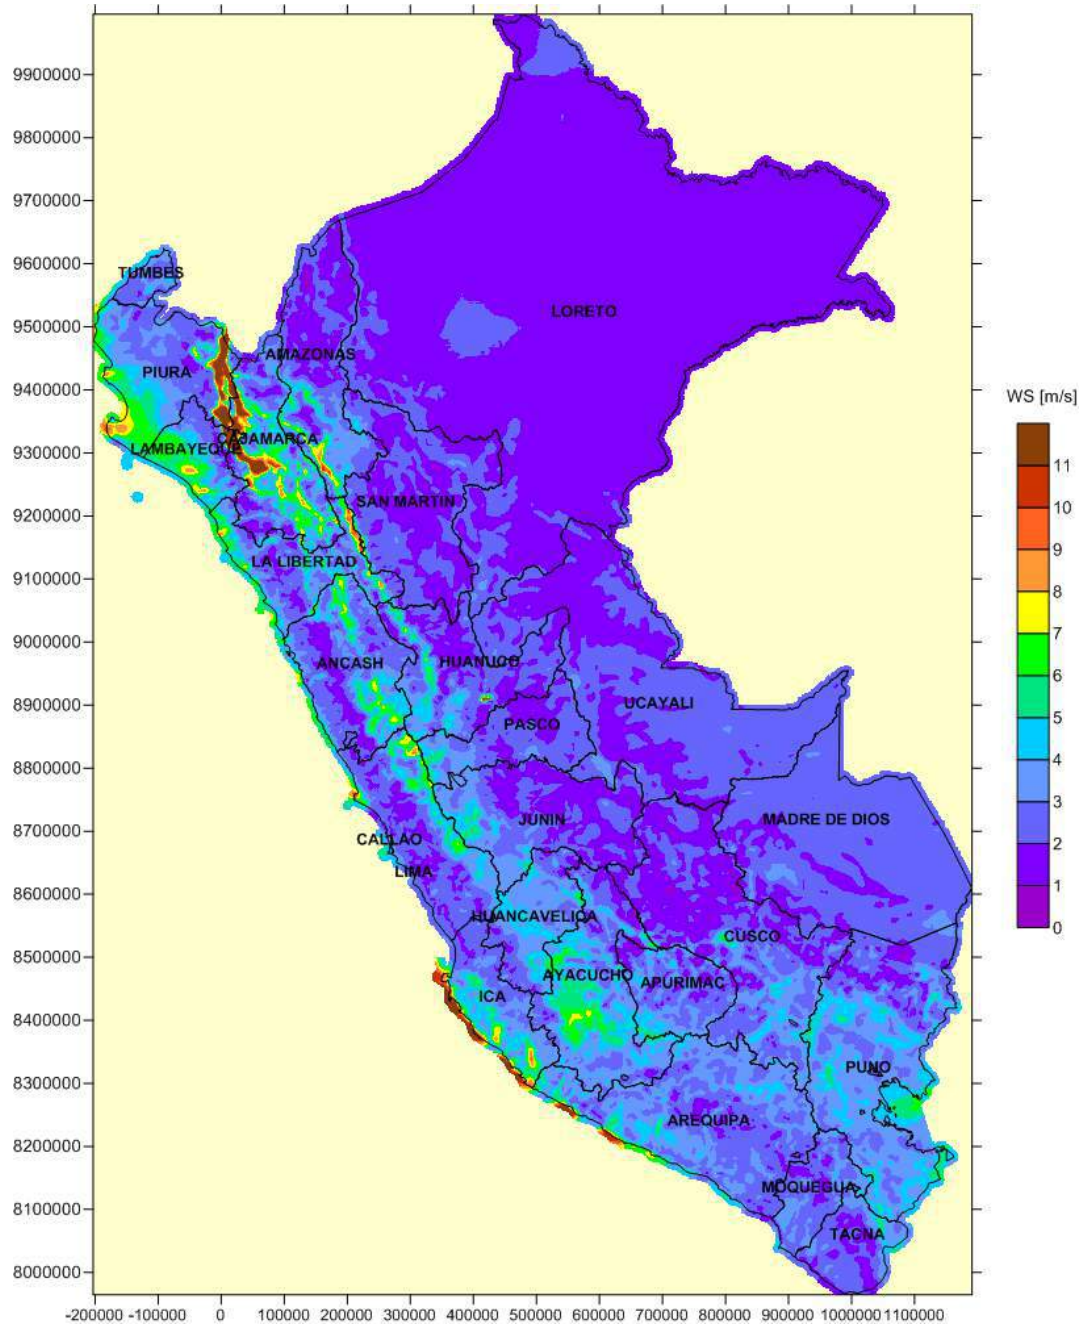 9900000
9800000
9700000
9600000
TUMBES
LORETO
9500000
AMAZONAS
PIURA
9400000
WS [m/s]
CAJAMARCA
LAMBAYEQUE
9300000
11
SAN MARTIN
10
9200000
9
LA LIBERTAD
9100000
8
7
9000000
ANCASH
HUANUCO
6
UCAYALI
8900000
PASCO
5
4
8800000
JUNIN
MADRE DE DIOS
3
8700000
CALLAO
2
LIMA
1
8600000
HUANCAVELICA
0
CUSCO
8500000
AYACUCHO
APURIMAC
ICA
8400000
PUNO
8300000
AREQUIPA
8200000
MOQUEGUA
8100000
TACNA
8000000
-200000 -100000 0 100000 200000 300000 400000 500000 600000 700000 800000 900000 1000000 1100000